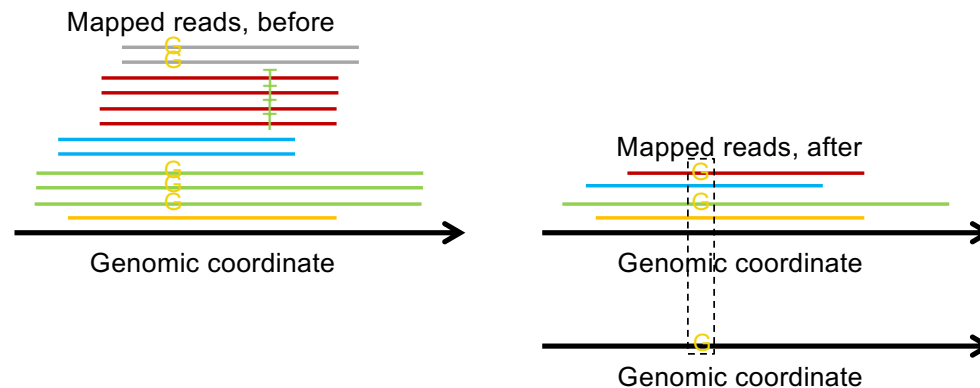 Mapped reads, before
G
G
T
T
T
T
G
G
G
Genomic coordinate
Mapped reads, after
G
G
Genomic coordinate
G
Genomic coordinate